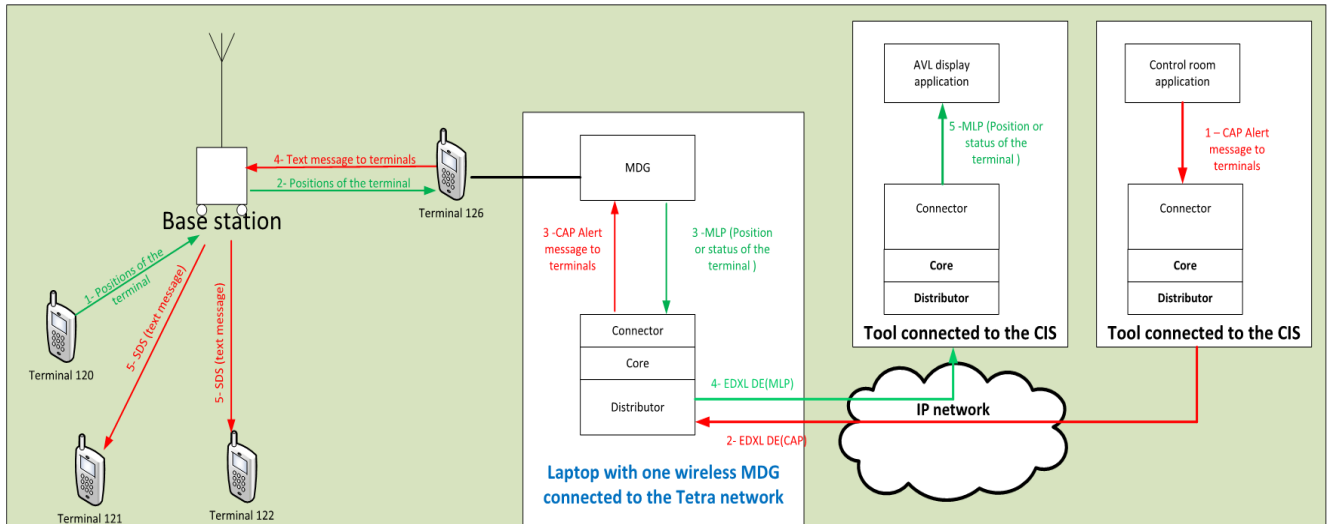 4- Text message to terminals
2- Positions of the terminal
Terminal 126
Base station
1- Positions of the
terminal
Terminal 120
5- SDS (text message)
5- SDS (text message)
Terminal 121
Terminal 122
MDG
3 -CAP Alert
message to
terminals
3 -MLP (Position
or status of the
terminal )
Connector
Core
Distributor
Laptop with one wireless MDG
connected to the Tetra network
4- EDXL DE(MLP)
2- EDXL DE(CAP)
IP network
AVL display
application
5 -MLP (Position or
status of the
terminal )
Connector
Core
Distributor
Tool connected to the CIS
Control room
application
1 – CAP Alert
message to
terminals
Connector
Core
Distributor
Tool connected to the CIS